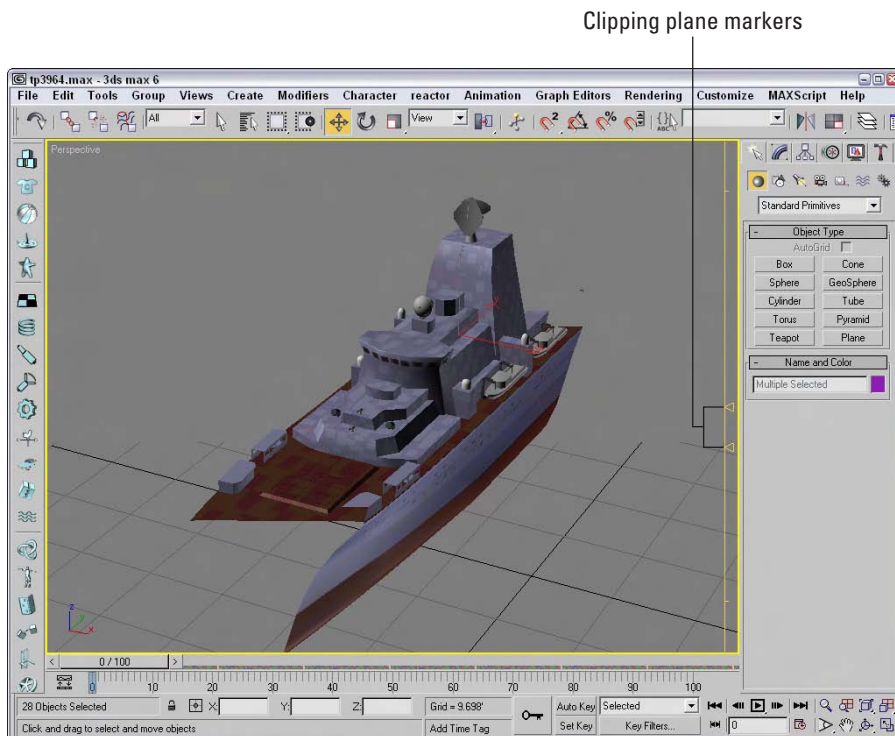 Clipping plane markers
tp3964.max - 3ds max 6
File Edit Tools Group Views Create Modifiers Character reactor Animation Graph Editors Rendering Customize MAXScript Help
All
View
ABC
Perspective
Standard Primitives
- Object Type
AutoGrid
Box Cone
Sphere GeoSphere
Cylinder Tube
Torus Pyramid
Teapot Plane
- Name and Color
Multiple Selected
z
y
x
< 0 / 100 >
0 10 20 30 40 50 60 70 80 90 100
28 Objects Selected X: Y: Z: Grid = 9.698' Auto Key Selected
Click and drag to select and move objects Add Time Tag Set Key Key Filters... 0